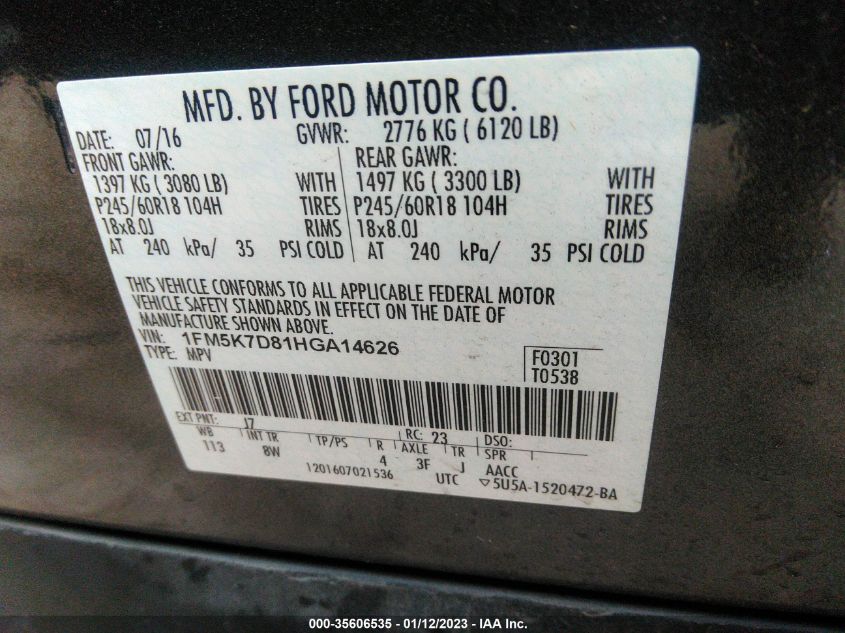 MFD. BY FORD MOTOR CO.
DATE: 07/16 GVWR: 2776 KG ( 6120 LB)
FRONT GAWR: REAR GAWR:
1397 KG ( 3080 LB) WITH 1497 KG ( 3300 LB) WITH
P245/60R18 104H TIRES P245/60R18 104H TIRES
18x8.0J RIMS 18x8.0J RIMS
AT 240 kPa/ 35 PSI COLD AT 240 kPa/ 35 PSI COLD
THIS VEHICLE CONFORMS TO ALL APPLICABLE FEDERAL MOTOR
VEHICLE SAFETY STANDARDS IN EFFECT ON THE DATE OF
MANUFACTURE SHOWN ABOVE.
VIN: 1FM5K7D81HGA14626
TYPE: MPV
F0301
T0538
EXT PNT: J7 RC: 23 DSO:
WB INT TR TP/PS R AXLE TR SPR
113 8W 4 3F J AACC
1201607021536 UTC ▽5U5A-1520472-BA
000-35606535 - 01/12/2023 - IAA Inc.